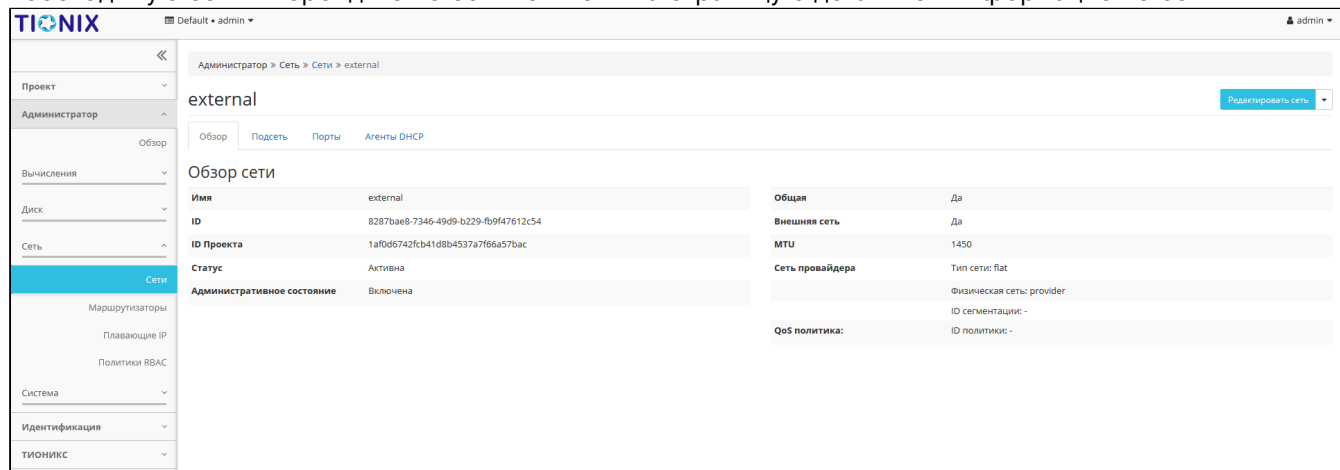 TIONIX
Default • admin
admin
Администратор » Сеть » Сети » external
Проект
Администратор
Обзор
Вычисления
Диск
Сеть
Сети
Маршрутизаторы
Плавающие IP
Политики RBAC
Система
Идентификация
ТИОНИКС
external
Редактировать сеть
Обзор Подсеть Порты Агенты DHCP
Обзор сети
Имя external
ID 8287bae8-7346-49d9-b229-fb9f47612c54
ID Проекта 1af0d6742fcb41d8b4537a7f66a57bac
Статус Активна
Административное состояние Включена
Общая Да
Внешняя сеть Да
MTU 1450
Сеть провайдера Тип сети: flat
Физическая сеть: provider
ID сегментации: -
QoS политика: ID политики: -